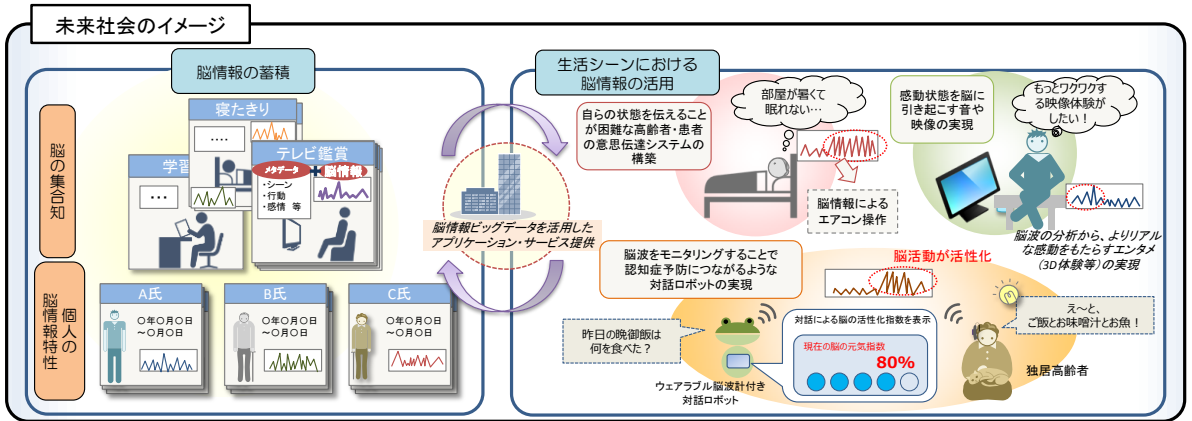 未来社会のイメージ
脳情報の蓄積
脳の集合知
寝たきり
‥‥
学習
…
テレビ鑑賞
メタデータ
+
脳情報
・シーン
・行動
・感情 等
個人の
脳情報特性
A氏
〇年〇月〇日
～〇月〇日
B氏
〇年〇月〇日
～〇月〇日
C氏
〇年〇月〇日
～〇月〇日
脳情報ビッグデータを活用した
アプリケーション・サービス提供
生活シーンにおける
脳情報の活用
自らの状態を伝えること
が困難な高齢者・患者
の意思伝達システムの
構築
部屋が暑くて
眠れない…
脳情報による
エアコン操作
感動状態を脳に
引き起こす音や
映像の実現
もっとワクワクす
る映像体験が
したい！
脳波の分析から、よりリアル
な感動をもたらすエンタメ
（3D体験等）の実現
脳波をモニタリングすることで
認知症予防につながるような
対話ロボットの実現
脳活動が活性化
昨日の晩御飯は
何を食べた？
ウェアラブル脳波計付き
対話ロボット
対話による脳の活性化指数を表示
現在の脳の元気指数
80%
え～と、
ご飯とお味噌汁とお魚！
独居高齢者